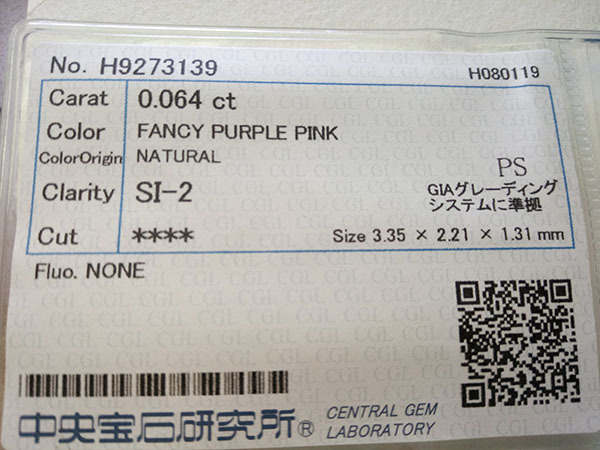 No. H9273139
H080119
Carat 0.064 ct
Color FANCY PURPLE PINK
ColorOrigin NATURAL
PS
Clarity SI-2
GIAグレーディング
システムに準拠
Cut ****
Size 3.35 × 2.21 × 1.31 mm
Fluo. NONE
中央宝石研究所® CENTRAL GEM
LABORATORY